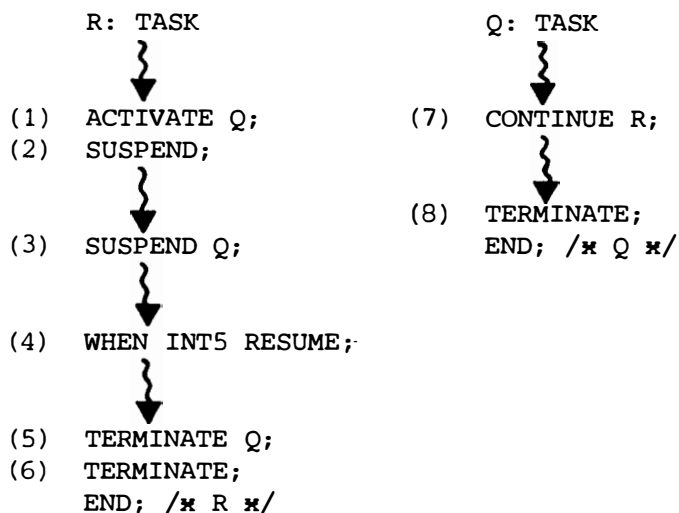 R: TASK
(1) ACTIVATE Q;
(2) SUSPEND;
(3) SUSPEND Q;
(4) WHEN INT5 RESUME;
(5) TERMINATE Q;
(6) TERMINATE;
END; /* R */
Q: TASK
(7) CONTINUE R;
(8) TERMINATE;
END; /* Q */